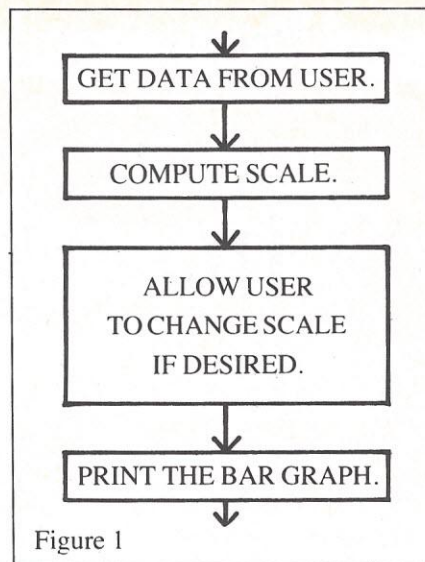 GET DATA FROM USER.
COMPUTE SCALE.
ALLOW USER
TO CHANGE SCALE
IF DESIRED.
PRINT THE BAR GRAPH.
Figure 1